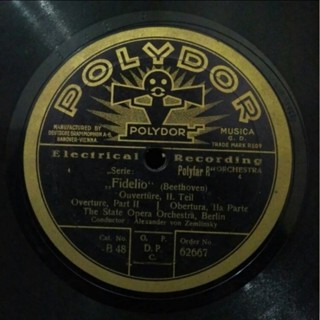 POLYDOR
MANUFACTURED BY
DEUTSCHE GRAMMOPHON A-G
HANOVER-VIENNA
POLYDOR
MUSICA
G. D.
TRADE MARK RGSD
Electrical Recording
„Serie: Polyfar R" ORCHESTRA
„Fidelio" (Beethoven)
Ouvertüre, II. Teil
Overture, Part II | Obertura, IIa Parte
The State Opera Orchestra, Berlin
Conductor: Alexander von Zemlinsky
Cat. No. G. P. Order No
B 48 D. P. 62667
C.